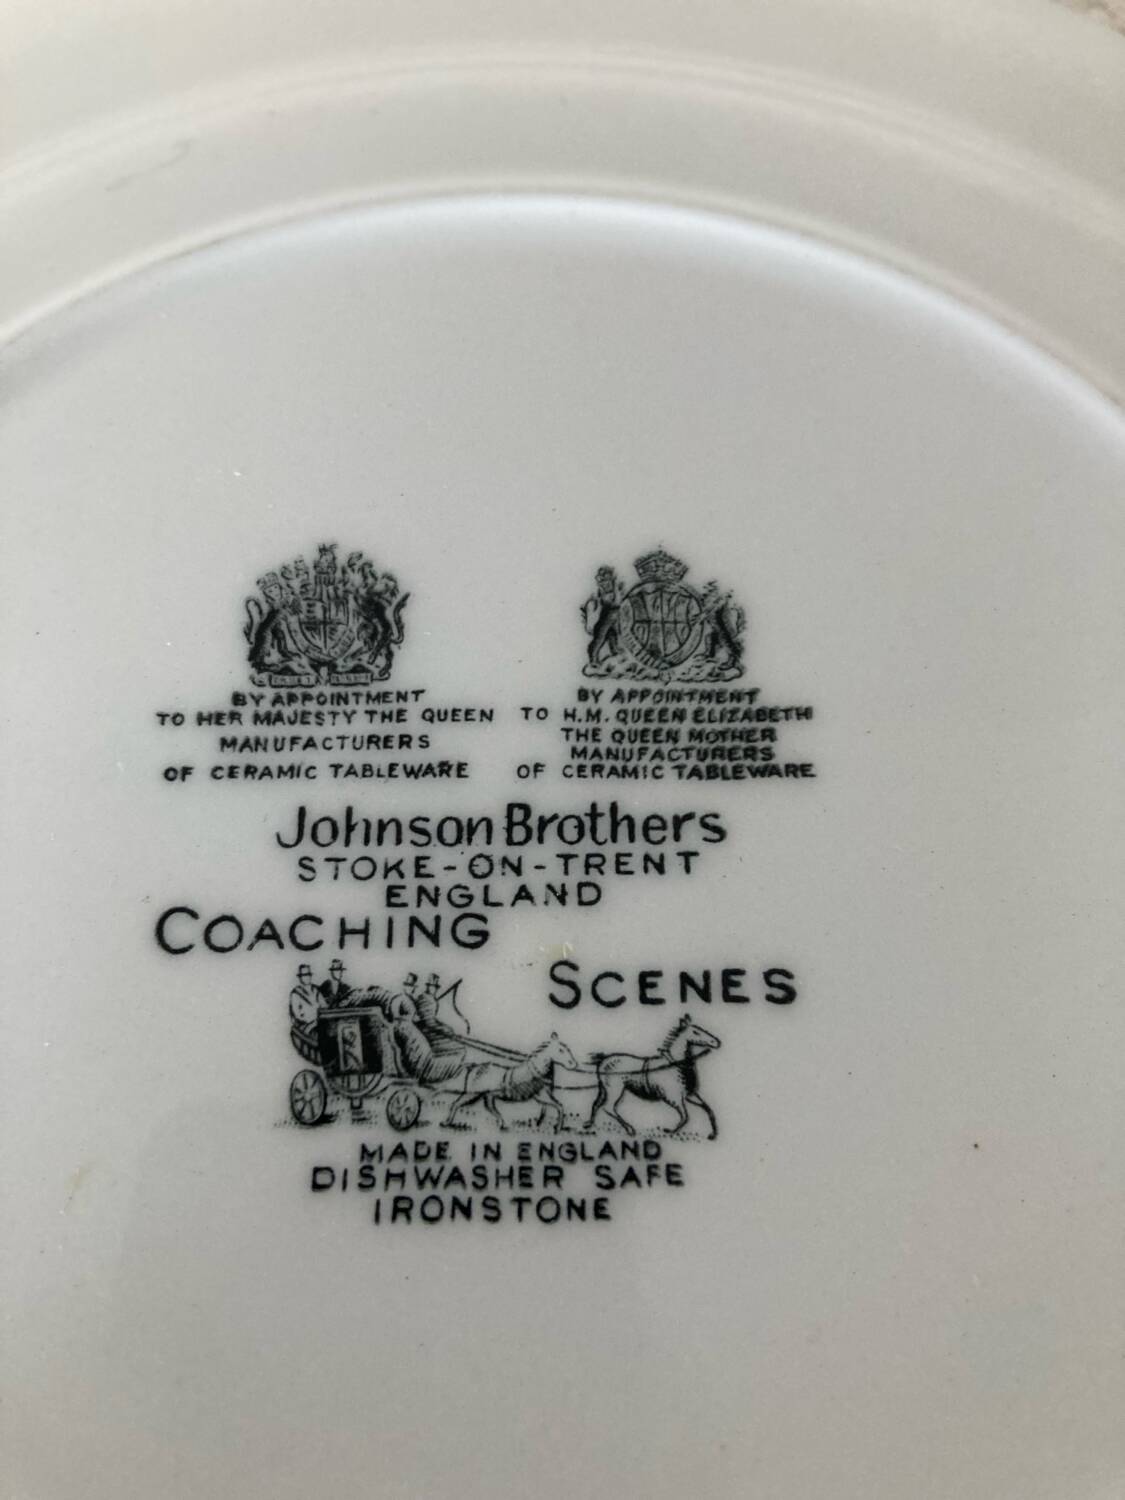 BY APPOINTMENT
TO HER MAJESTY THE QUEEN
MANUFACTURERS
OF CERAMIC TABLEWARE
BY APPOINTMENT
TO H.M. QUEEN ELIZABETH
THE QUEEN MOTHER
MANUFACTURERS
OF CERAMIC TABLEWARE
Johnson Brothers
STOKE-ON-TRENT
ENGLAND
COACHING
SCENES
MADE IN ENGLAND
DISHWASHER SAFE
IRONSTONE